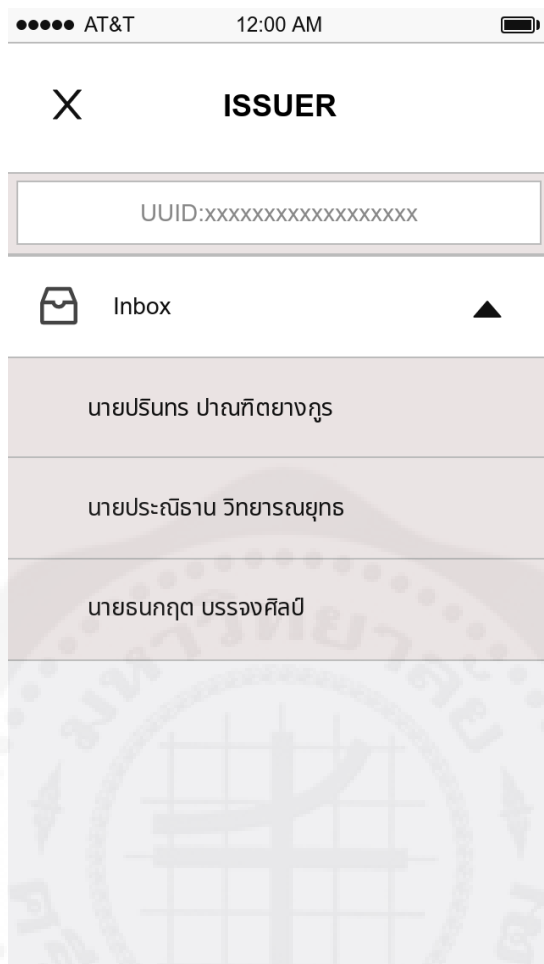 AT&T 12:00 AM
X ISSUER
UUID:xxxxxxxxxxxxxxxxxx
Inbox
นายปรินทร ปาณฑิตยางกูร
นายประณิธาน วิทยารณยุทธ
นายธนกฤต บรรจงศิลป์